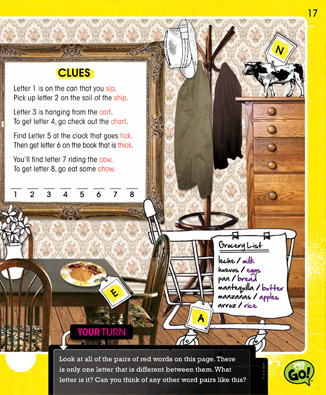 17
CLUES
Letter 1 is on the can that you sip.
Pick up letter 2 on the sail of the ship.
Letter 3 is hanging from the cart.
To get letter 4, go check out the chart.
Find Letter 5 at the clock that goes tick.
Then get letter 6 on the book that is thick.
You'll find letter 7 riding the cow.
To get letter 8, go eat some chow.
1 2 3 4 5 6 7 8
N
Grocery List
leche / milk
huevos / eggs
pan / bread
mantequilla / butter
manzanas / apples
arroz / rice
E
A
YOUR TURN
Look at all of the pairs of red words on this page. There
is only one letter that is different between them. What
letter is it? Can you think of any other word pairs like this?
GO!